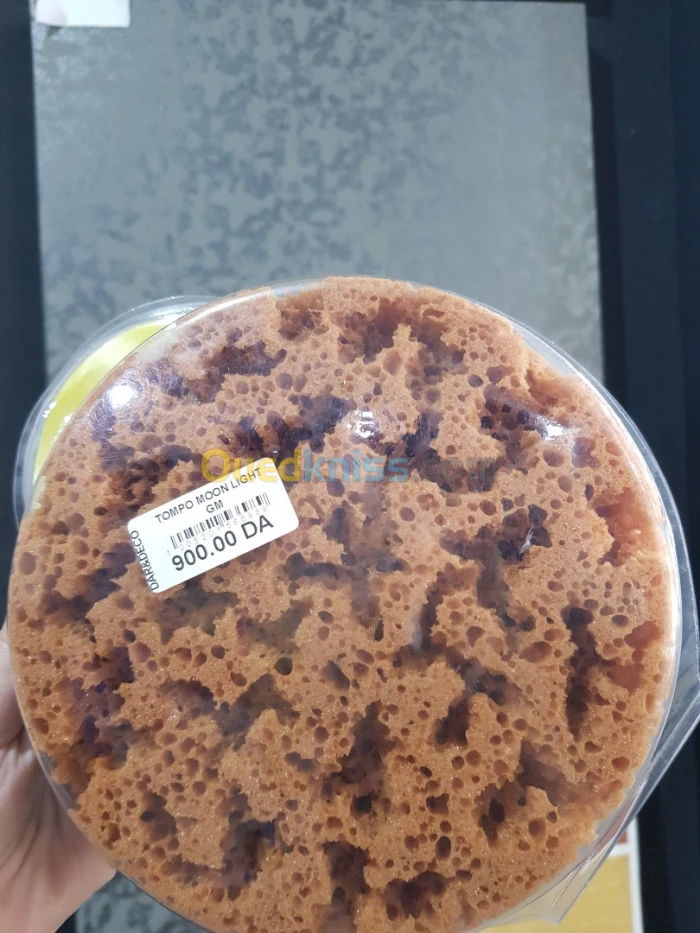 Ouedkniss.com
TOMPO MOON LIGHT
GM
900.00 DA
DAR&DECO